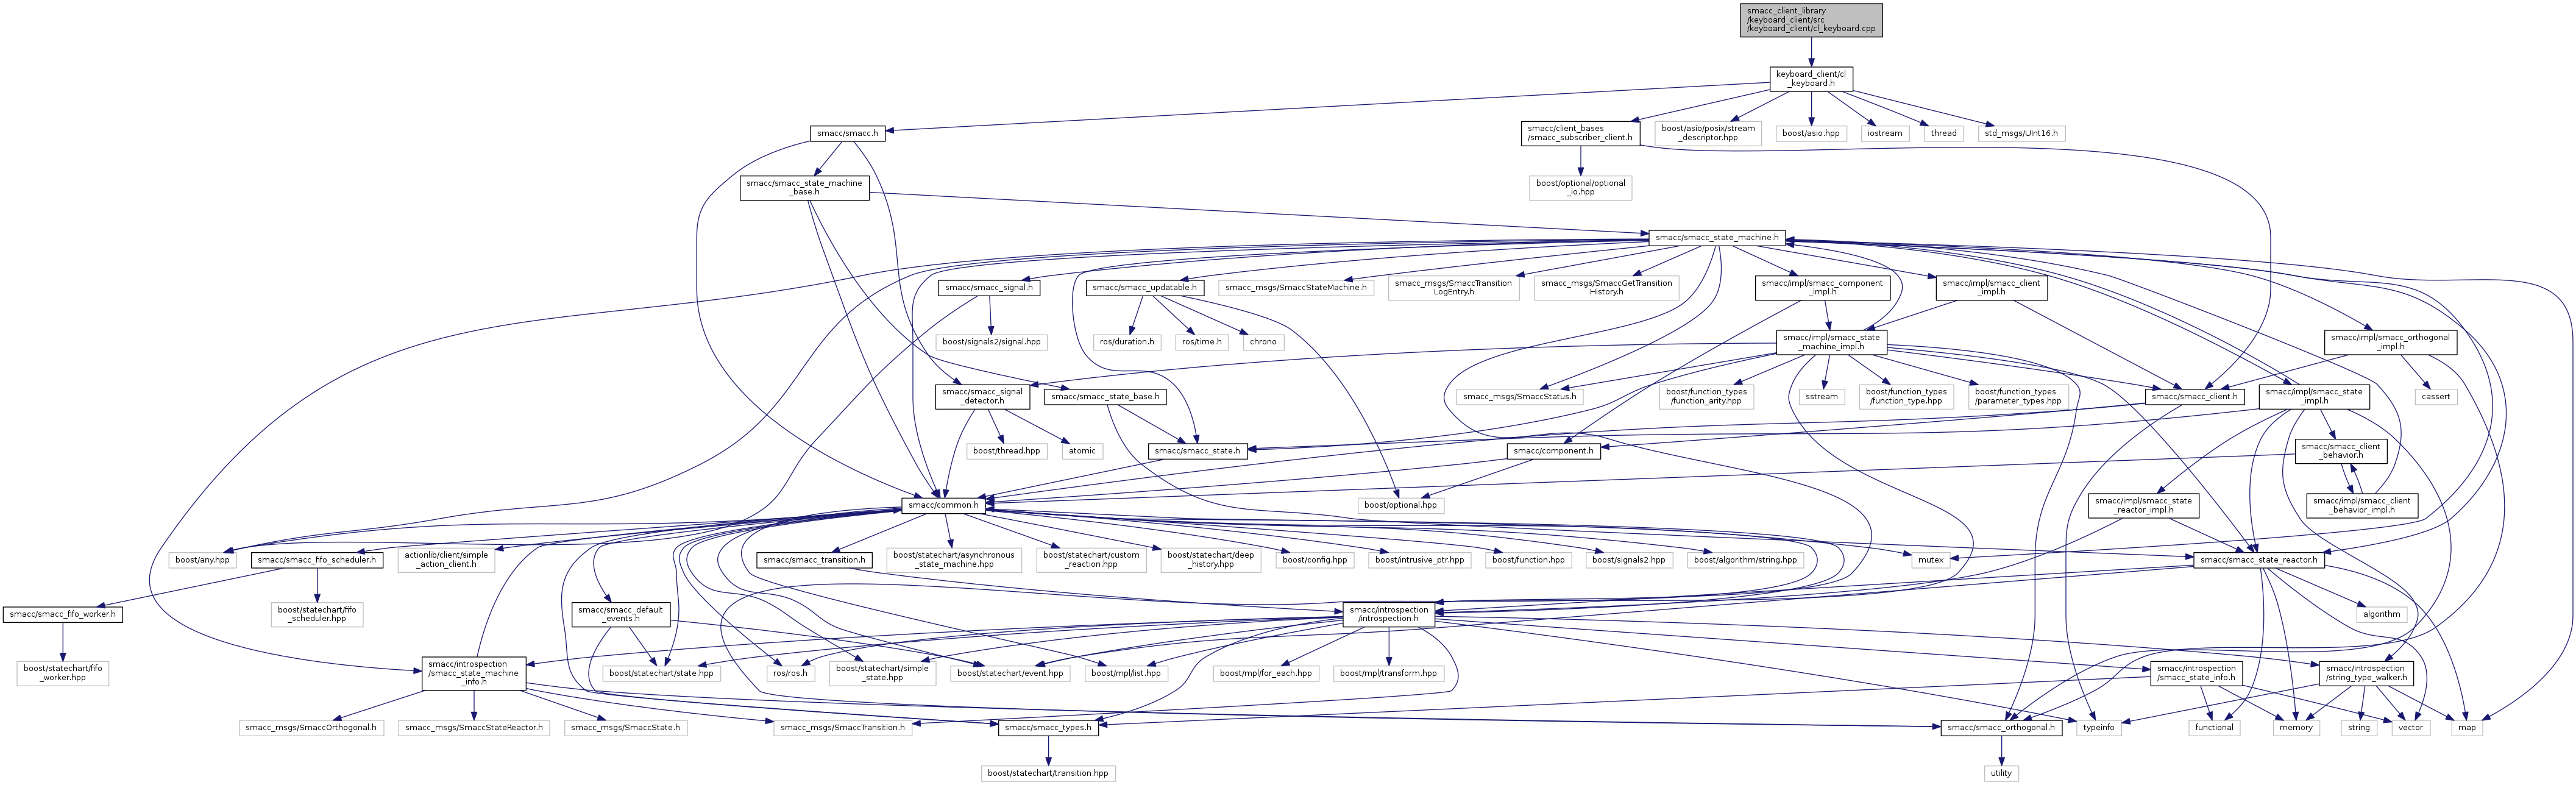 smacc_client_library
/keyboard_client/src
/keyboard_client/cl_keyboard.cpp
keyboard_client/cl
_keyboard.h
smacc/smacc.h
smacc/client_bases
/smacc_subscriber_client.h
boost/asio/posix/stream
_descriptor.hpp
boost/asio.hpp
iostream
thread
std_msgs/UInt16.h
smacc/smacc_state_machine
_base.h
boost/optional/optional
_io.hpp
smacc/smacc_state_machine.h
smacc/smacc_signal.h
smacc/smacc_updatable.h
smacc_msgs/SmaccStateMachine.h
smacc_msgs/SmaccTransition
LogEntry.h
smacc_msgs/SmaccGetTransition
History.h
smacc/impl/smacc_component
_impl.h
smacc/impl/smacc_client
_impl.h
boost/signals2/signal.hpp
ros/duration.h
ros/time.h
chrono
smacc/impl/smacc_state
_machine_impl.h
smacc/impl/smacc_orthogonal
_impl.h
smacc/smacc_signal
_detector.h
smacc/smacc_state_base.h
smacc_msgs/SmaccStatus.h
boost/function_types
/function_arity.hpp
sstream
boost/function_types
/function_type.hpp
boost/function_types
/parameter_types.hpp
smacc/smacc_client.h
smacc/impl/smacc_state
_impl.h
cassert
boost/thread.hpp
atomic
smacc/smacc_state.h
smacc/component.h
smacc/smacc_client
_behavior.h
smacc/common.h
boost/optional.hpp
smacc/impl/smacc_state
_reactor_impl.h
smacc/impl/smacc_client
_behavior_impl.h
boost/any.hpp
smacc/smacc_fifo_scheduler.h
actionlib/client/simple
_action_client.h
smacc/smacc_transition.h
boost/statechart/asynchronous
_state_machine.hpp
boost/statechart/custom
_reaction.hpp
boost/statechart/deep
_history.hpp
boost/config.hpp
boost/intrusive_ptr.hpp
boost/function.hpp
boost/signals2.hpp
boost/algorithm/string.hpp
mutex
smacc/smacc_state_reactor.h
smacc/smacc_fifo_worker.h
boost/statechart/fifo
_scheduler.hpp
smacc/smacc_default
_events.h
smacc/introspection
/introspection.h
algorithm
boost/statechart/fifo
_worker.hpp
smacc/introspection
/smacc_state_machine
_info.h
boost/statechart/state.hpp
ros/ros.h
boost/statechart/simple
_state.hpp
boost/statechart/event.hpp
boost/mpl/list.hpp
boost/mpl/for_each.hpp
boost/mpl/transform.hpp
smacc/introspection
/smacc_state_info.h
smacc/introspection
/string_type_walker.h
smacc_msgs/SmaccOrthogonal.h
smacc_msgs/SmaccStateReactor.h
smacc_msgs/SmaccState.h
smacc_msgs/SmaccTransition.h
smacc/smacc_types.h
smacc/smacc_orthogonal.h
typeinfo
functional
memory
string
vector
map
boost/statechart/transition.hpp
utility